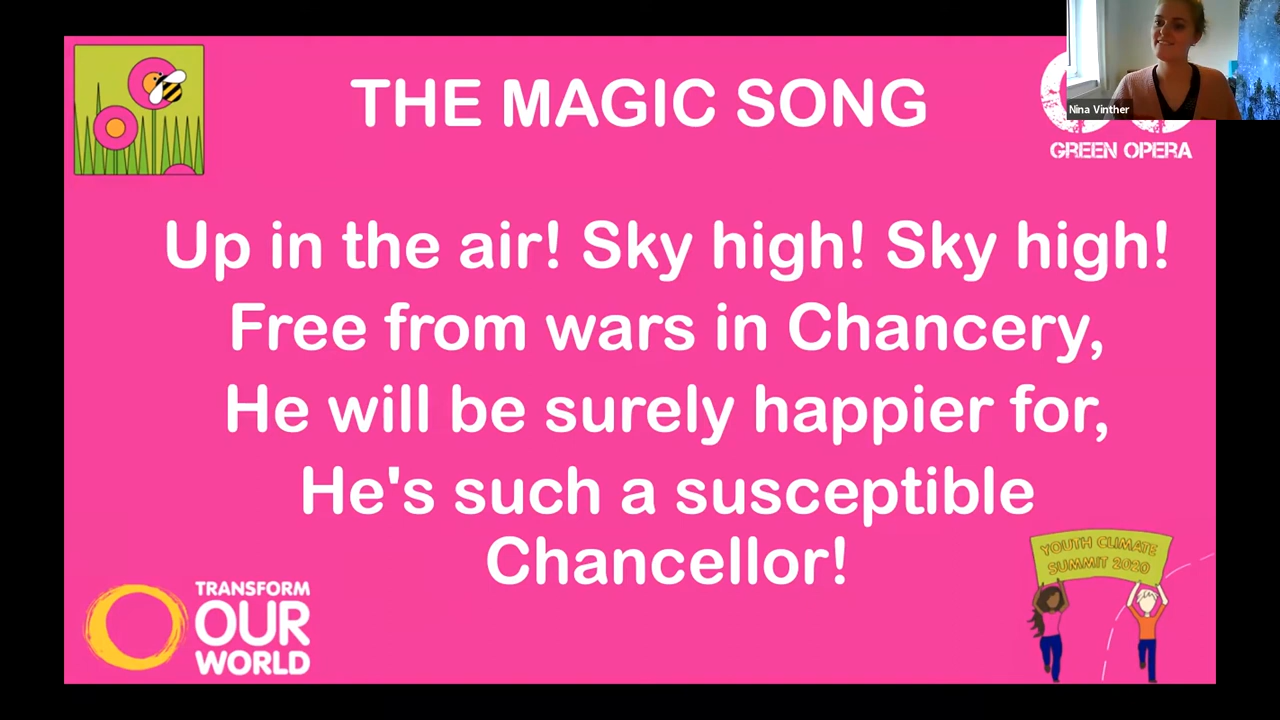 THE MAGIC SONG
Nina Vinther
GREEN OPERA
Up in the air! Sky high! Sky high!
Free from wars in Chancery,
He will be surely happier for,
He's such a susceptible
Chancellor!
YOUTH CLIMATE
SUMMIT 2020
TRANSFORM
OUR
WORLD